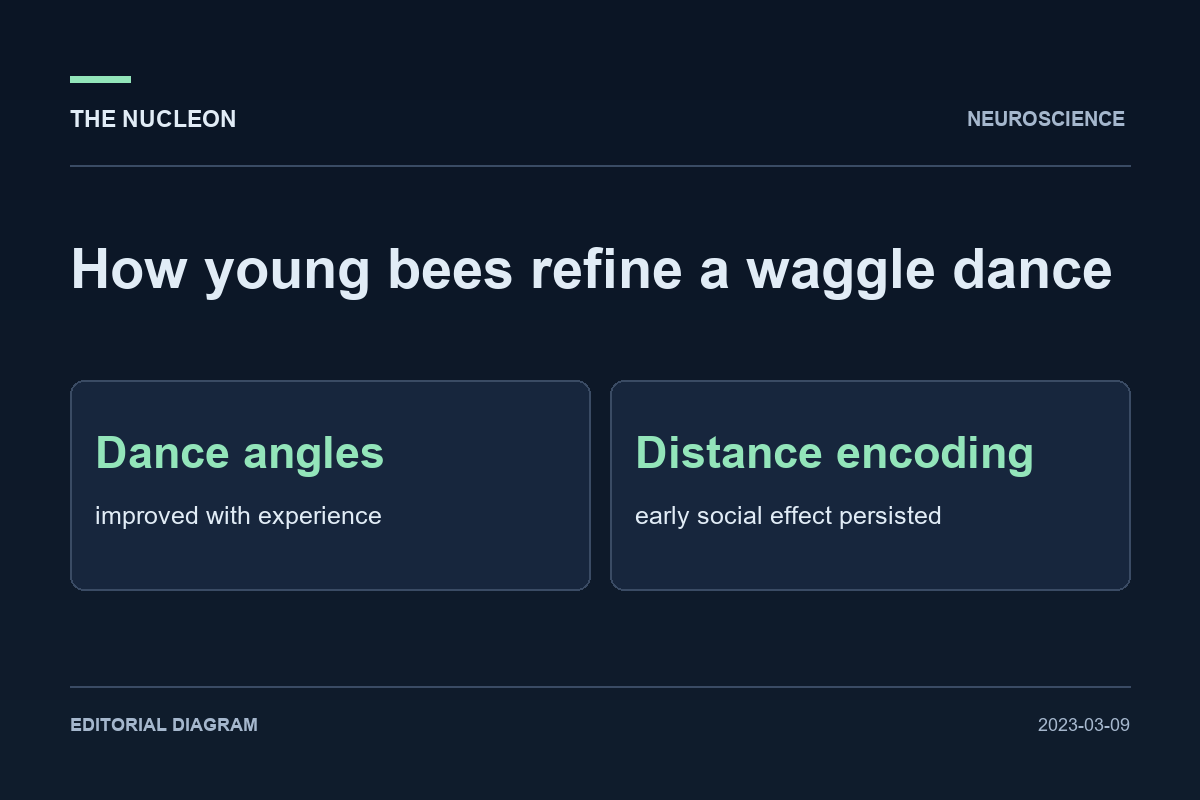 THE NUCLEON
NEUROSCIENCE
How young bees refine a waggle dance
Dance angles
improved with experience
Distance encoding
early social effect persisted
EDITORIAL DIAGRAM
2023-03-09